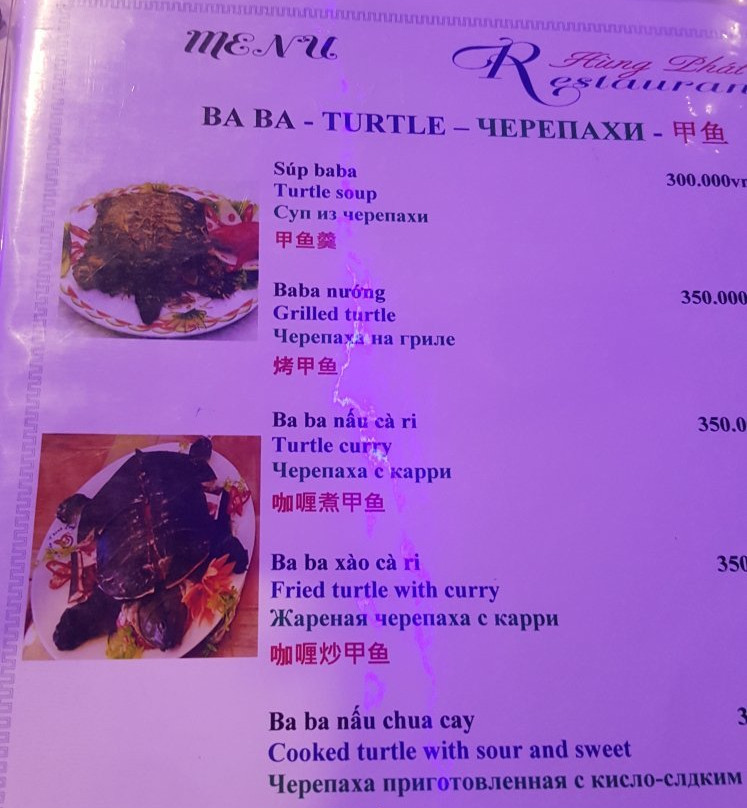 MENU
Hùng Phát
Restauran
BA BA - TURTLE – ЧЕРЕПАХИ - 甲鱼
Súp baba 300.000vn
Turtle soup
Суп из черепахи
甲鱼羹
Baba nướng 350.000
Grilled turtle
Черепаха на гриле
烤甲鱼
Ba ba nấu cà ri 350.0
Turtle curry
Черепаха с карри
咖喱煮甲鱼
Ba ba xào cà ri 350
Fried turtle with curry
Жареная черепаха с карри
咖喱炒甲鱼
Ba ba nấu chua cay 3
Cooked turtle with sour and sweet
Черепаха приготовленная с кисло-слдким